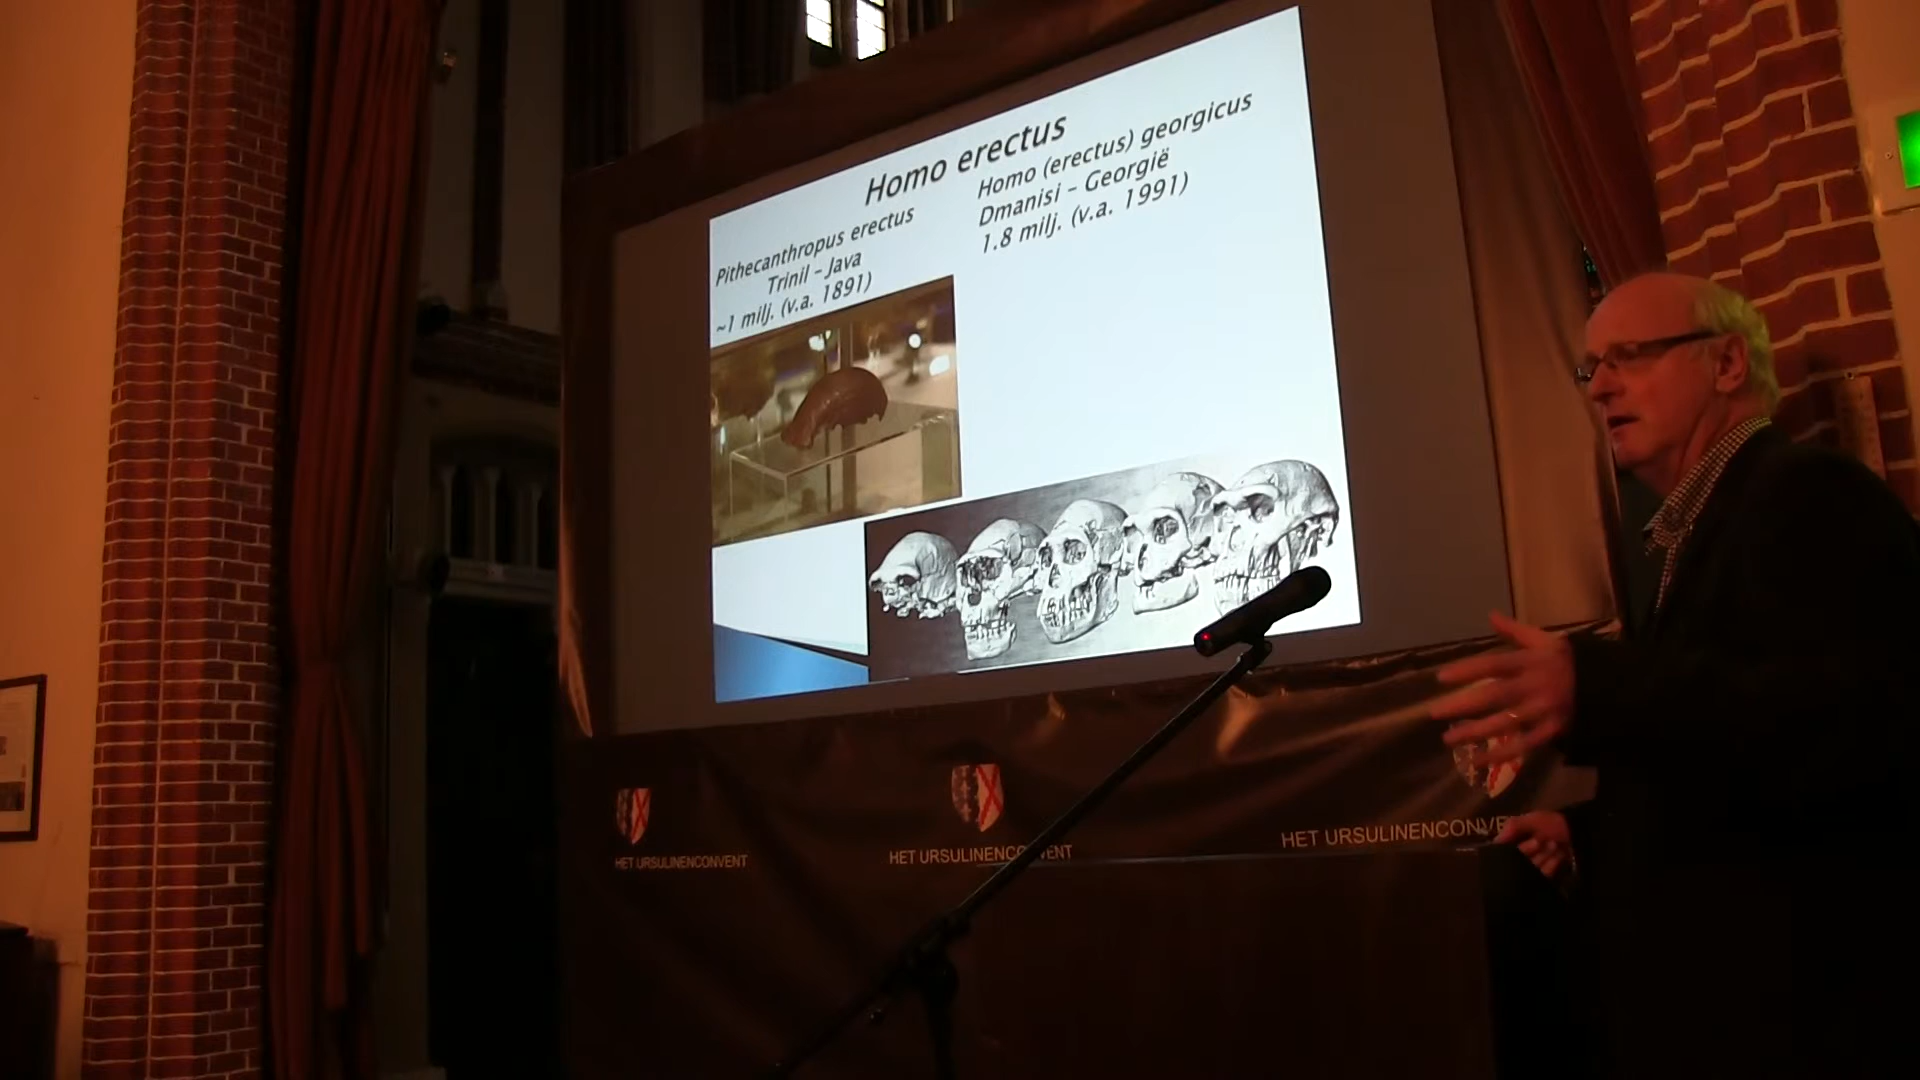 Homo erectus
Pithecanthropus erectus
Trinil – Java
~1 milj. (v.a. 1891)
Homo (erectus) georgicus
Dmanisi – Georgië
1.8 milj. (v.a. 1991)
HET URSULINENCONVENT
HET URSULINENCONVENT
HET URSULINENCONVE